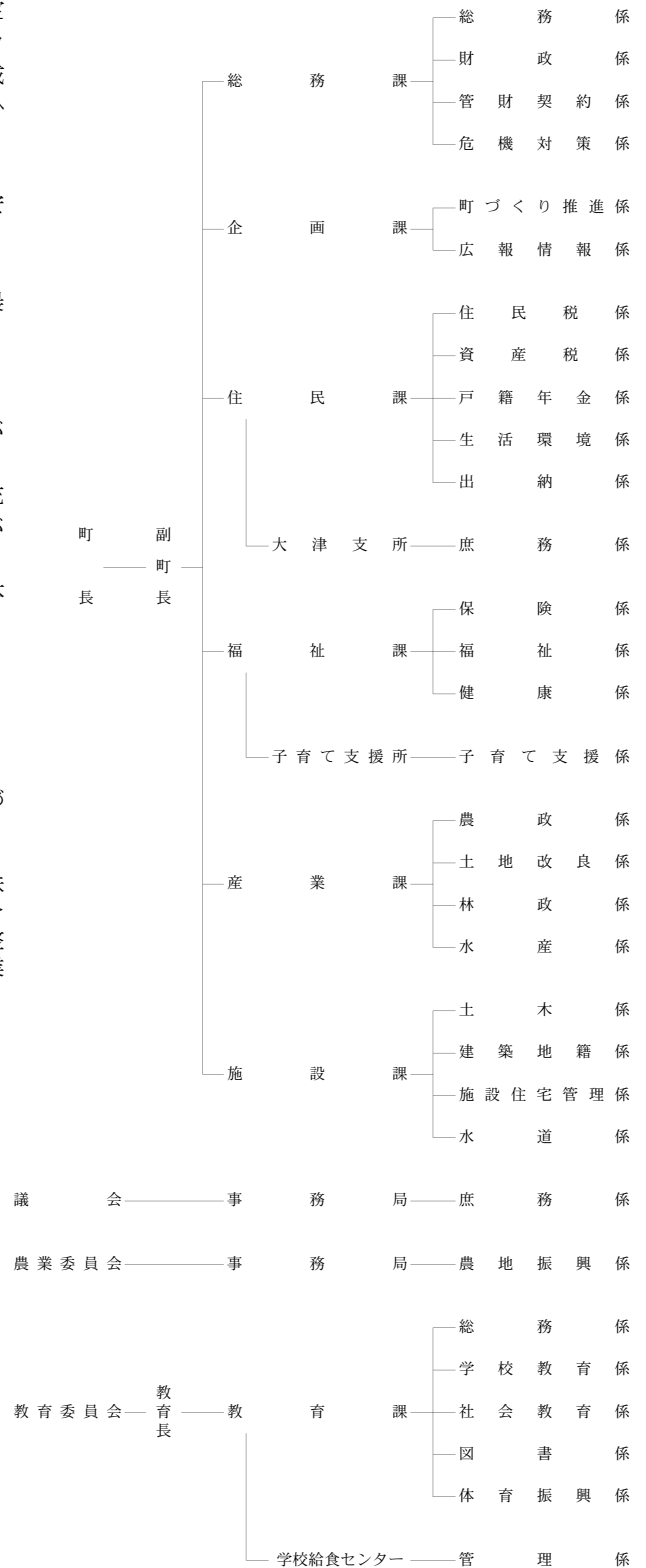 町長
副町長
総務課
総務係
財政係
管財契約係
危機対策係
企画課
町づくり推進係
広報情報係
住民課
住民税係
資産税係
戸籍年金係
生活環境係
出納係
大津支所
庶務係
福祉課
保険係
福祉係
健康係
子育て支援所
子育て支援係
産業課
農政係
土地改良係
林政係
水産係
施設課
土木係
建築地籍係
施設住宅管理係
水道係
議会
事務局
庶務係
農業委員会
事務局
農地振興係
教育委員会
教育長
教育課
総務係
学校教育係
社会教育係
図書係
体育振興係
学校給食センター
管理係